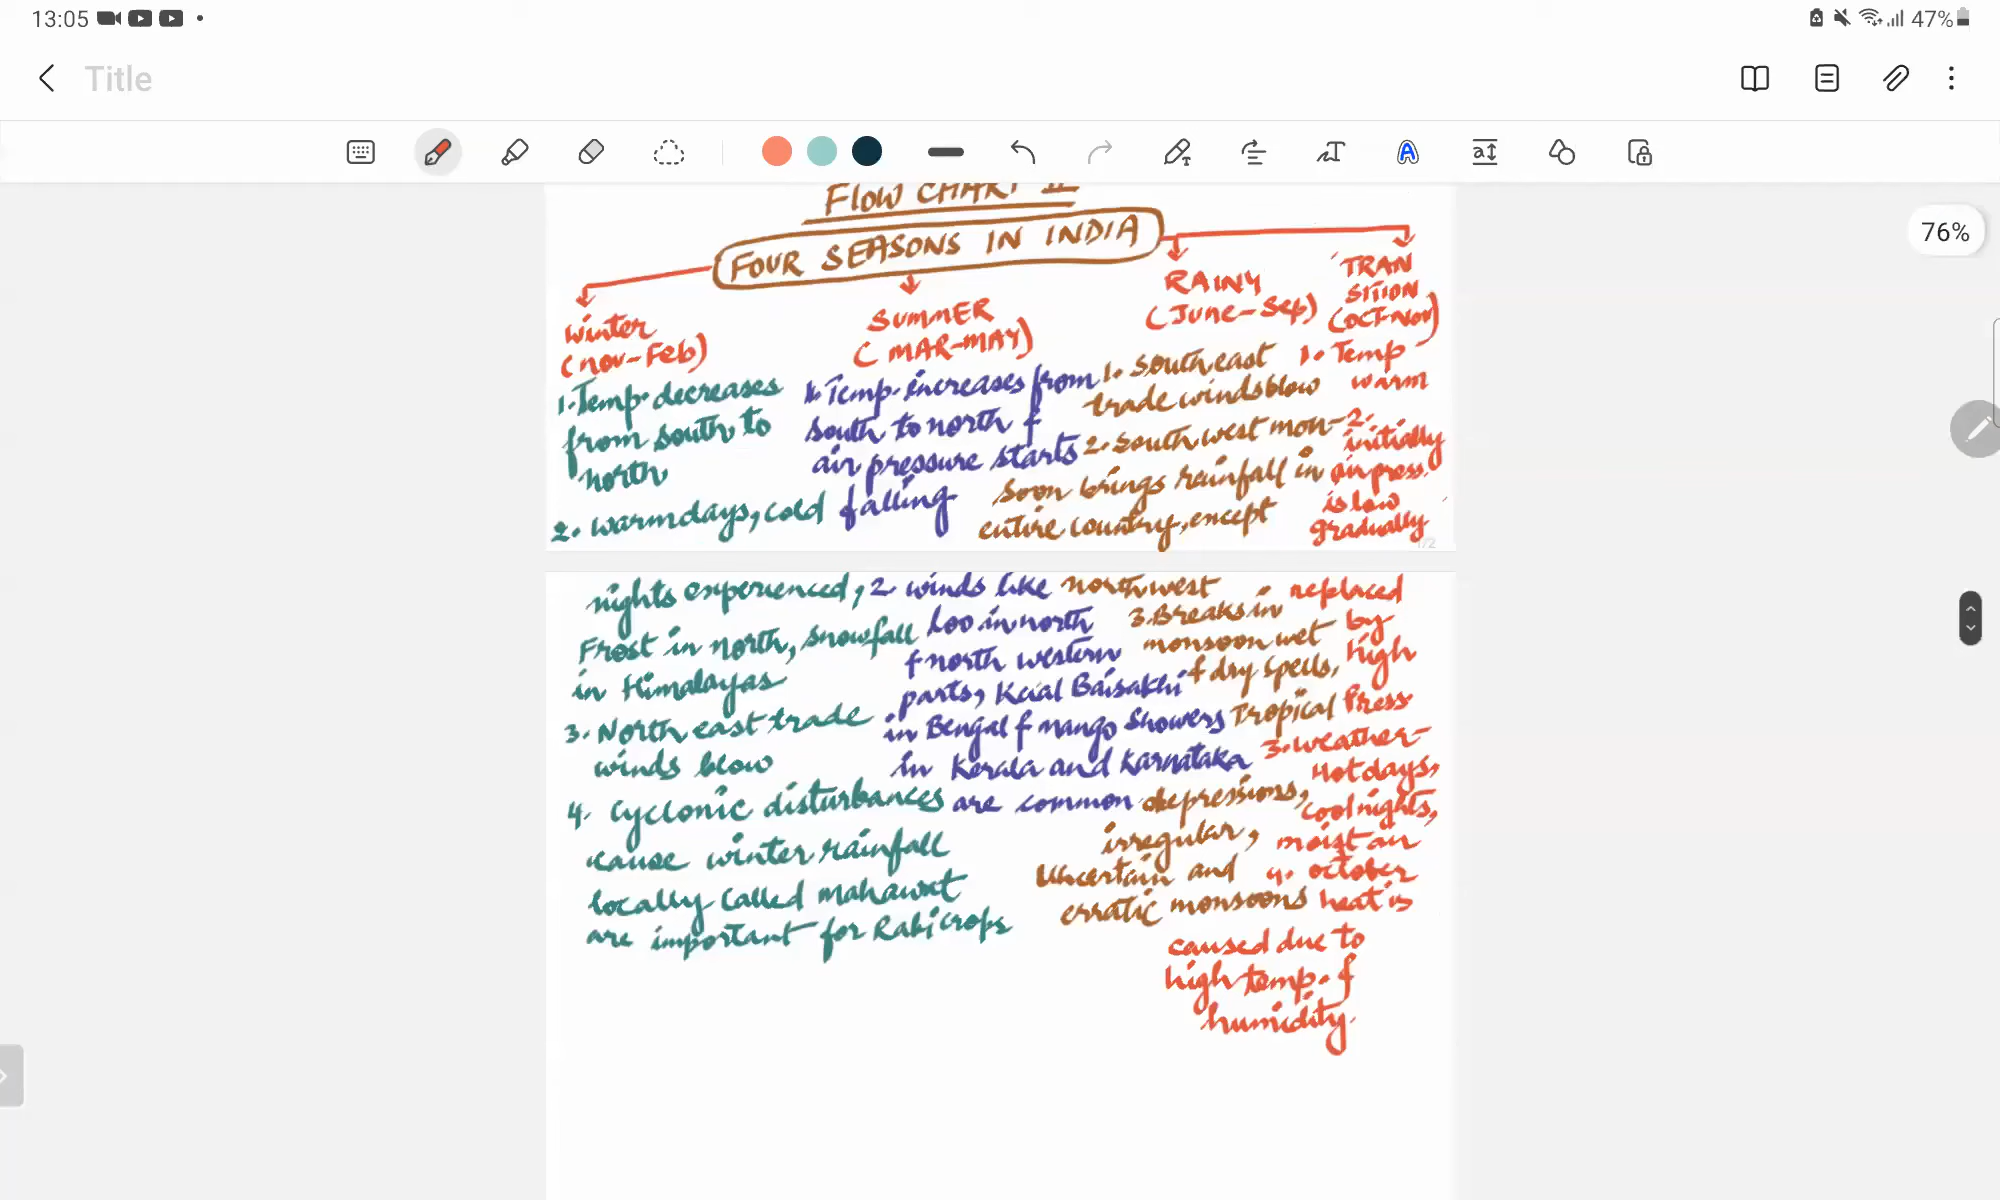 13:05
47%
Title
76%
FLOW CHART II
FOUR SEASONS IN INDIA
Winter
(Nov-Feb)
1. Temp. decreases
from south to
north
2. warm days, cold
nights experienced,
Frost in north, snowfall
in Himalayas
3. North east trade
winds blow
4. Cyclonic disturbances
cause winter rainfall
locally called mahawat
are important for Rabi crops
SUMMER
(MAR-MAY)
1. Temp. increases from
south to north &
air pressure starts
falling
2. winds like
Loo in north
& north western
parts, Kaal Baisakhi
in Bengal & mango showers
in Kerala and Karnataka
are common
RAINY
(June-Sep)
1. South east
trade winds blow
2. South west mon-
soon brings rainfall in
entire country, except
northwest
3. Breaks in
monsoon wet
& dry spells,
Tropical
depressions,
irregular,
Uncertain and
erratic monsoons
TRAN
SITION
(OCT-NOV)
1. Temp
warm
2.
initially
air press.
is low
gradually
1/2
replaced
by
high
Press
3. weather-
Hot days,
cool nights,
moist air
4. october
heat is
caused due to
high temp. &
humidity.